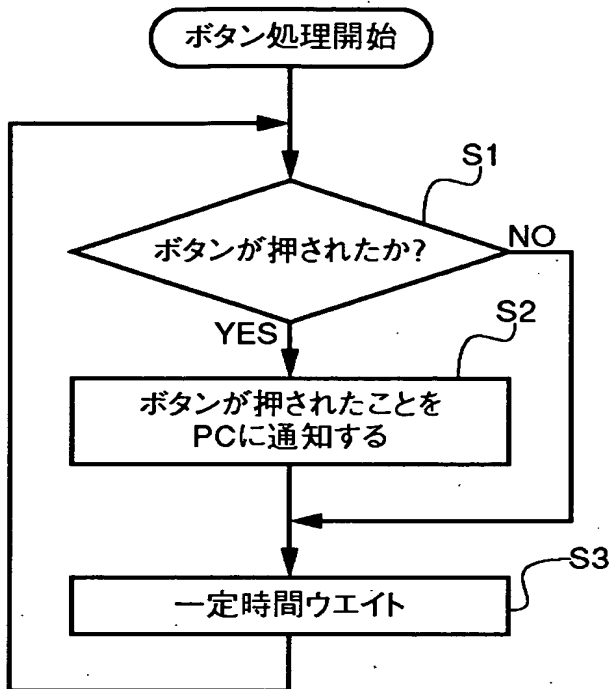 ボタン処理開始
S1
ボタンが押されたか?
NO
YES
S2
ボタンが押されたことを
PCに通知する
S3
一定時間ウエイト